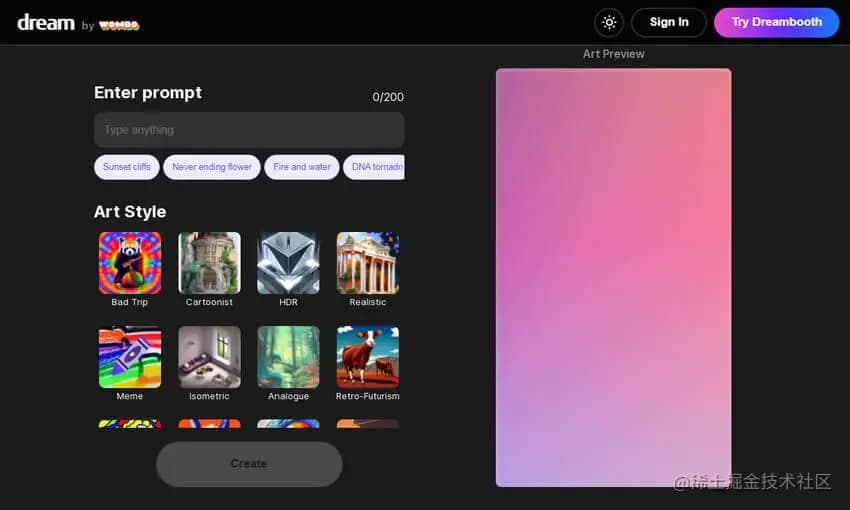 dream by WOMBO
Sign In
Try Dreambooth
Art Preview
Enter prompt
0/200
Type anything
Sunset cliffs
Never ending flower
Fire and water
DNA tornado
Art Style
Bad Trip
Cartoonist
HDR
Realistic
Meme
Isometric
Analogue
Retro-Futurism
Create
@稀土掘金技术社区